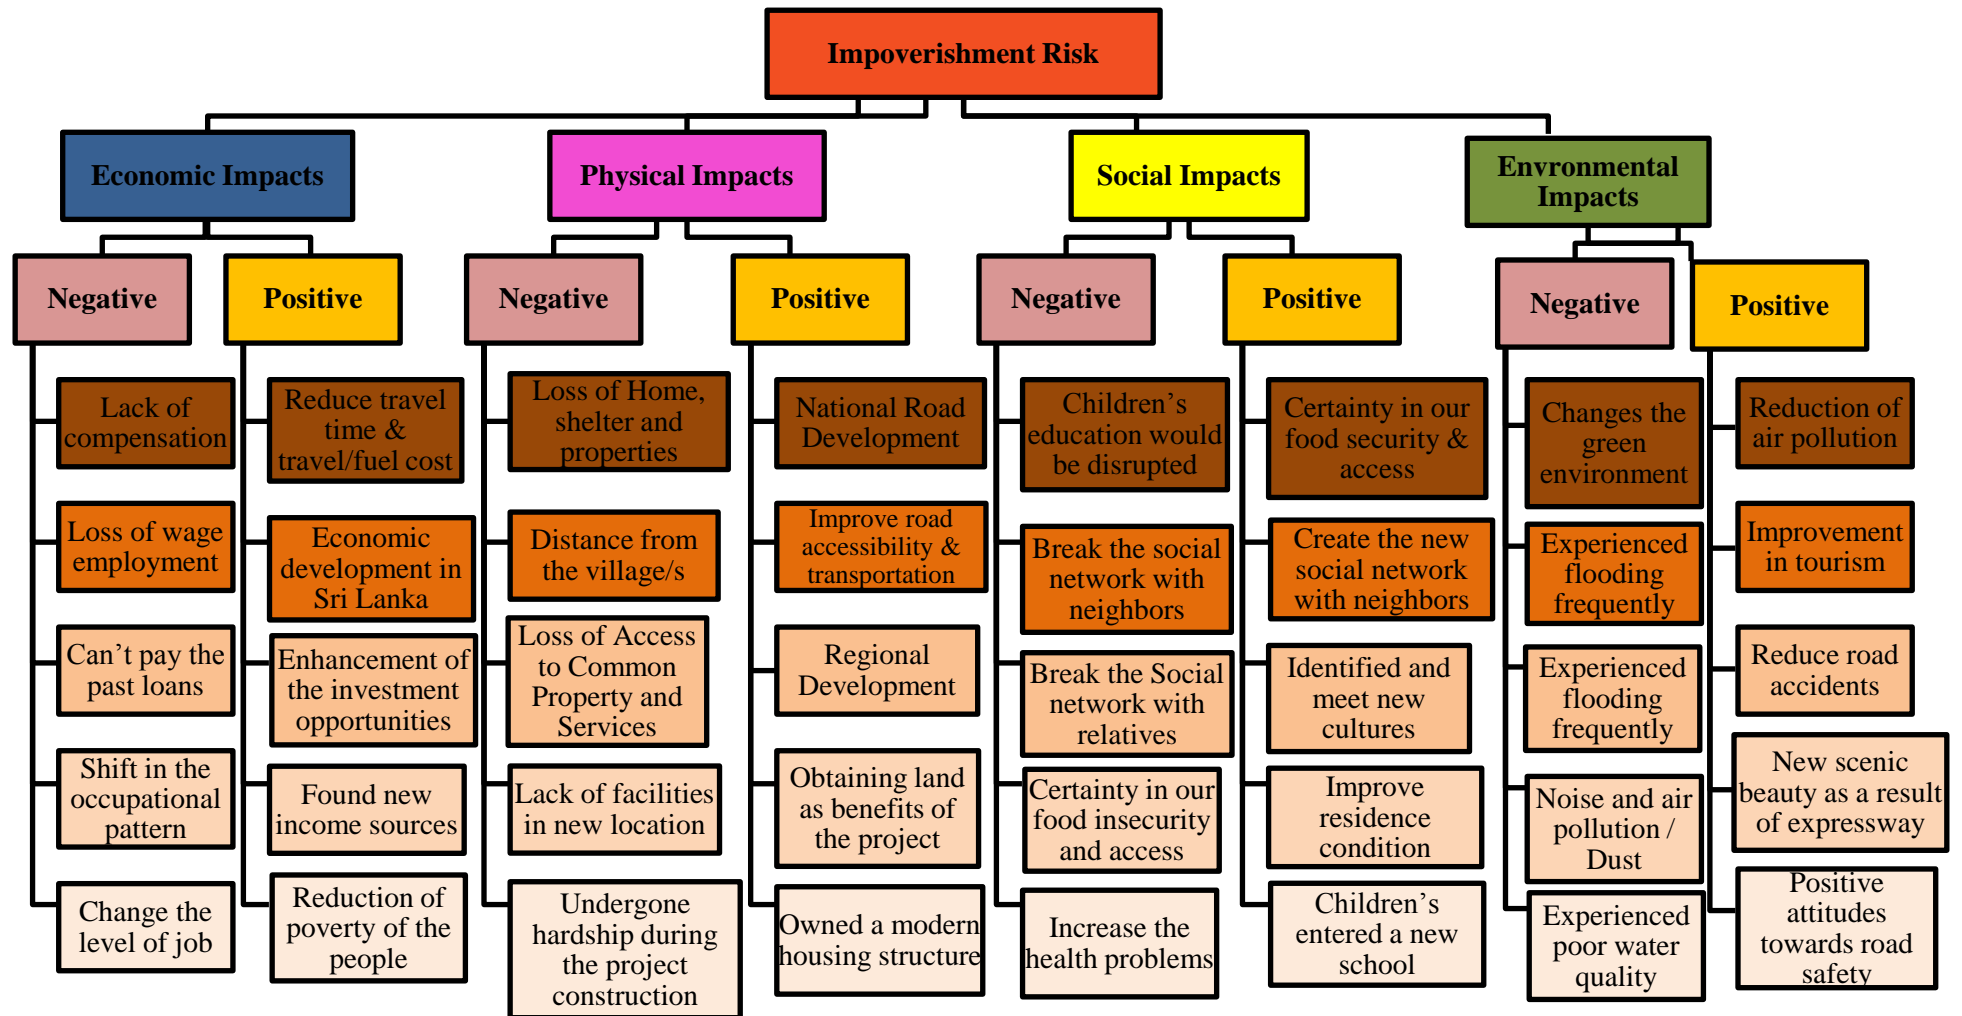 Impoverishment Risk
Economic Impacts
Physical Impacts
Social Impacts
Envronmental
Impacts
Negative
Positive
Negative
Positive
Negative
Positive
Negative
Positive
Lack of
compensation
Loss of wage
employment
Can’t pay the
past loans
Shift in the
occupational
pattern
Change the
level of job
Reduce travel
time &
travel/fuel cost
Economic
development in
Sri Lanka
Enhancement of
the investment
opportunities
Found new
income sources
Reduction of
poverty of the
people
Loss of Home,
shelter and
properties
Distance from
the village/s
Loss of Access
to Common
Property and
Services
Lack of facilities
in new location
Undergone
hardship during
the project
construction
National Road
Development
Improve road
accessibility &
transportation
Regional
Development
Obtaining land
as benefits of
the project
Owned a modern
housing structure
Children’s
education would
be disrupted
Break the social
network with
neighbors
Break the Social
network with
relatives
Certainty in our
food insecurity
and access
Increase the
health problems
Certainty in our
food security &
access
Create the new
social network
with neighbors
Identified and
meet new
cultures
Improve
residence
condition
Children’s
entered a new
school
Changes the
green
environment
Experienced
flooding
frequently
Experienced
flooding
frequently
Noise and air
pollution /
Dust
Experienced
poor water
quality
Reduction of
air pollution
Improvement
in tourism
Reduce road
accidents
New scenic
beauty as a result
of expressway
Positive
attitudes
towards road
safety